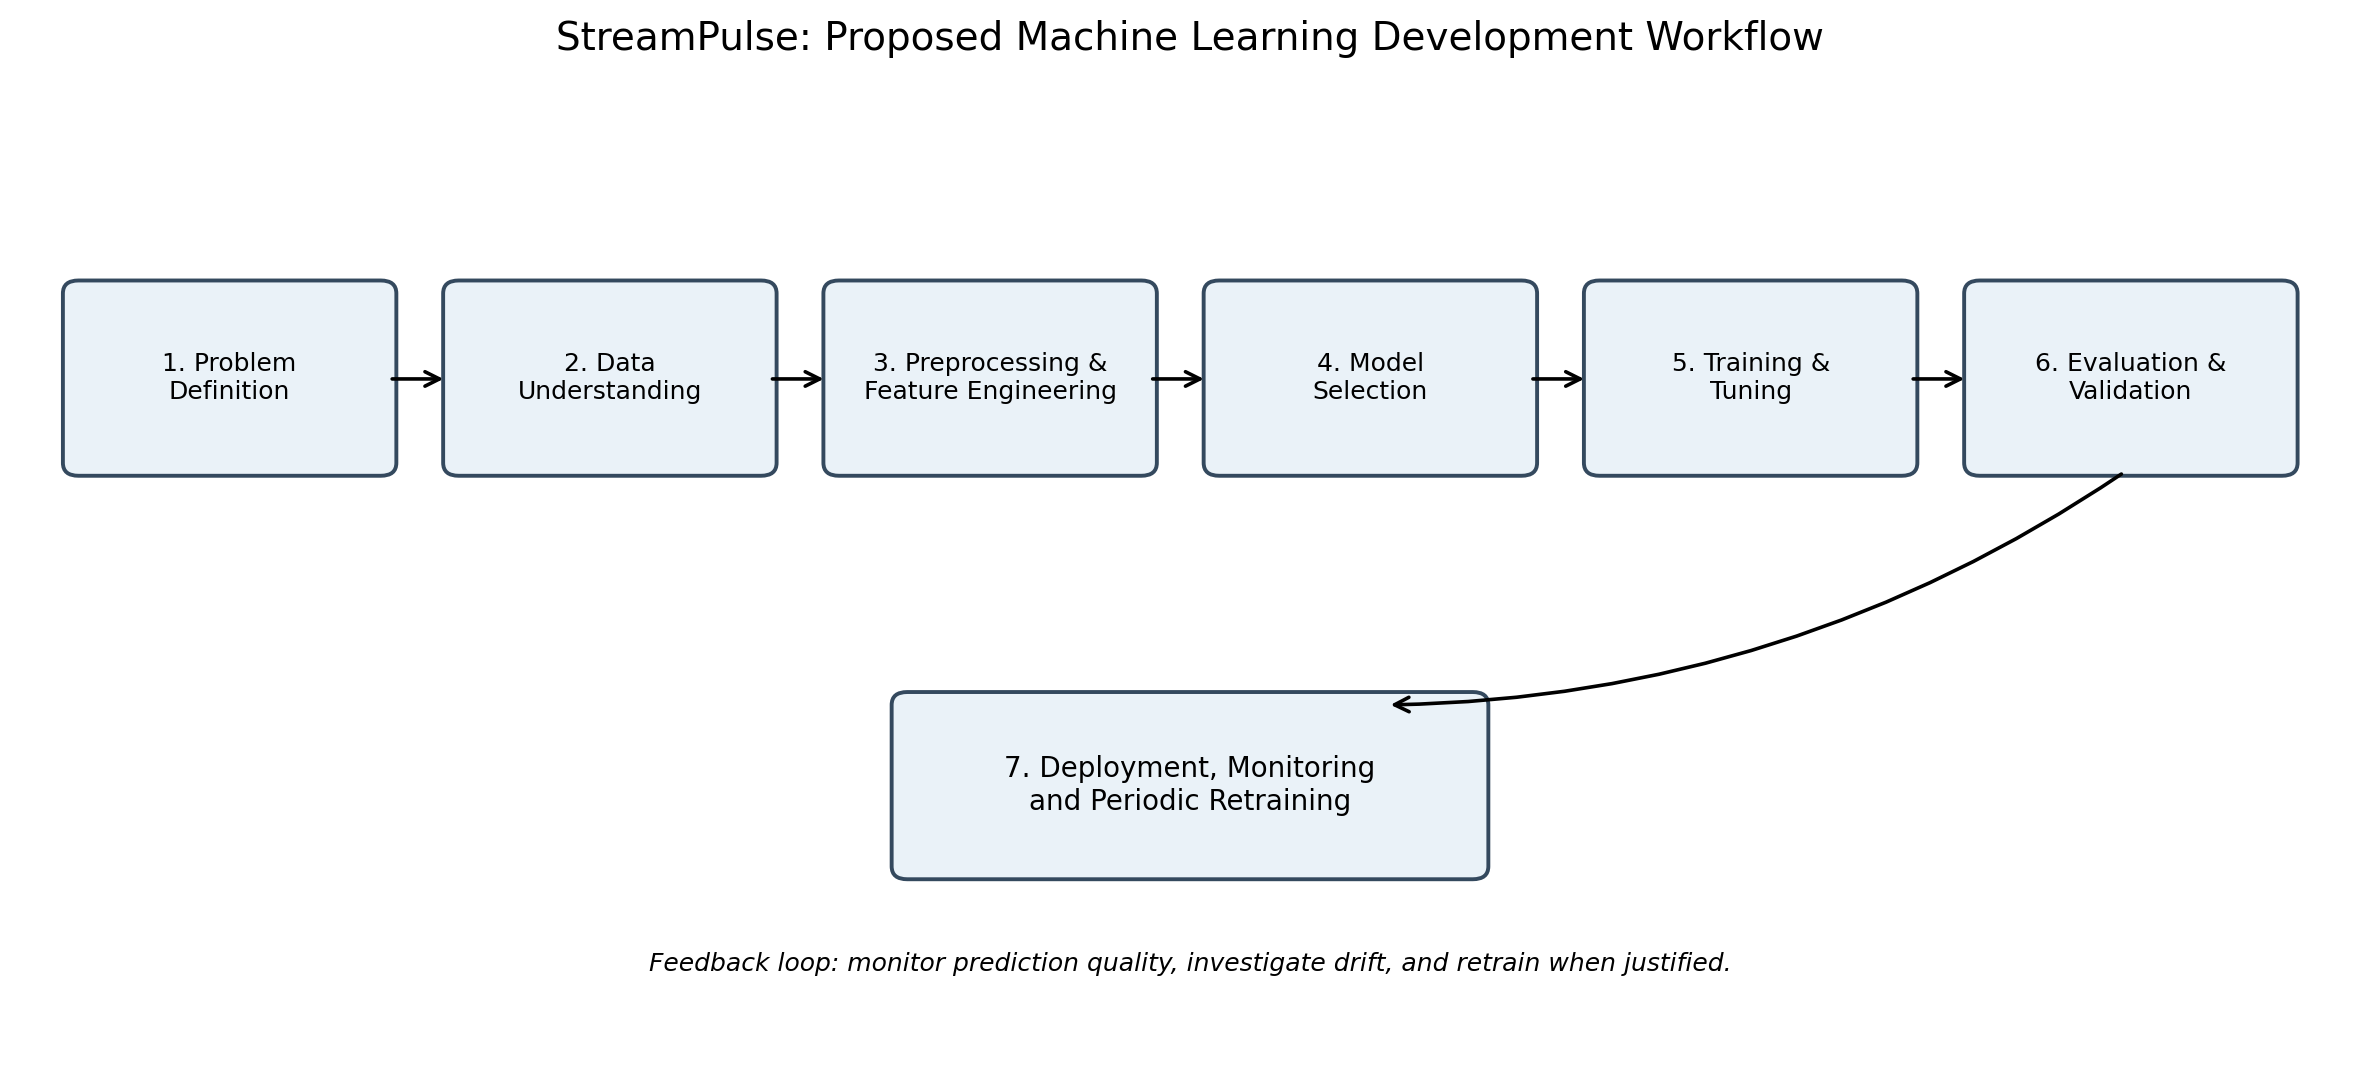 StreamPulse: Proposed Machine Learning Development Workflow
1. Problem
Definition
2. Data
Understanding
3. Preprocessing &
Feature Engineering
4. Model
Selection
5. Training &
Tuning
6. Evaluation &
Validation
7. Deployment, Monitoring
and Periodic Retraining
Feedback loop: monitor prediction quality, investigate drift, and retrain when justified.